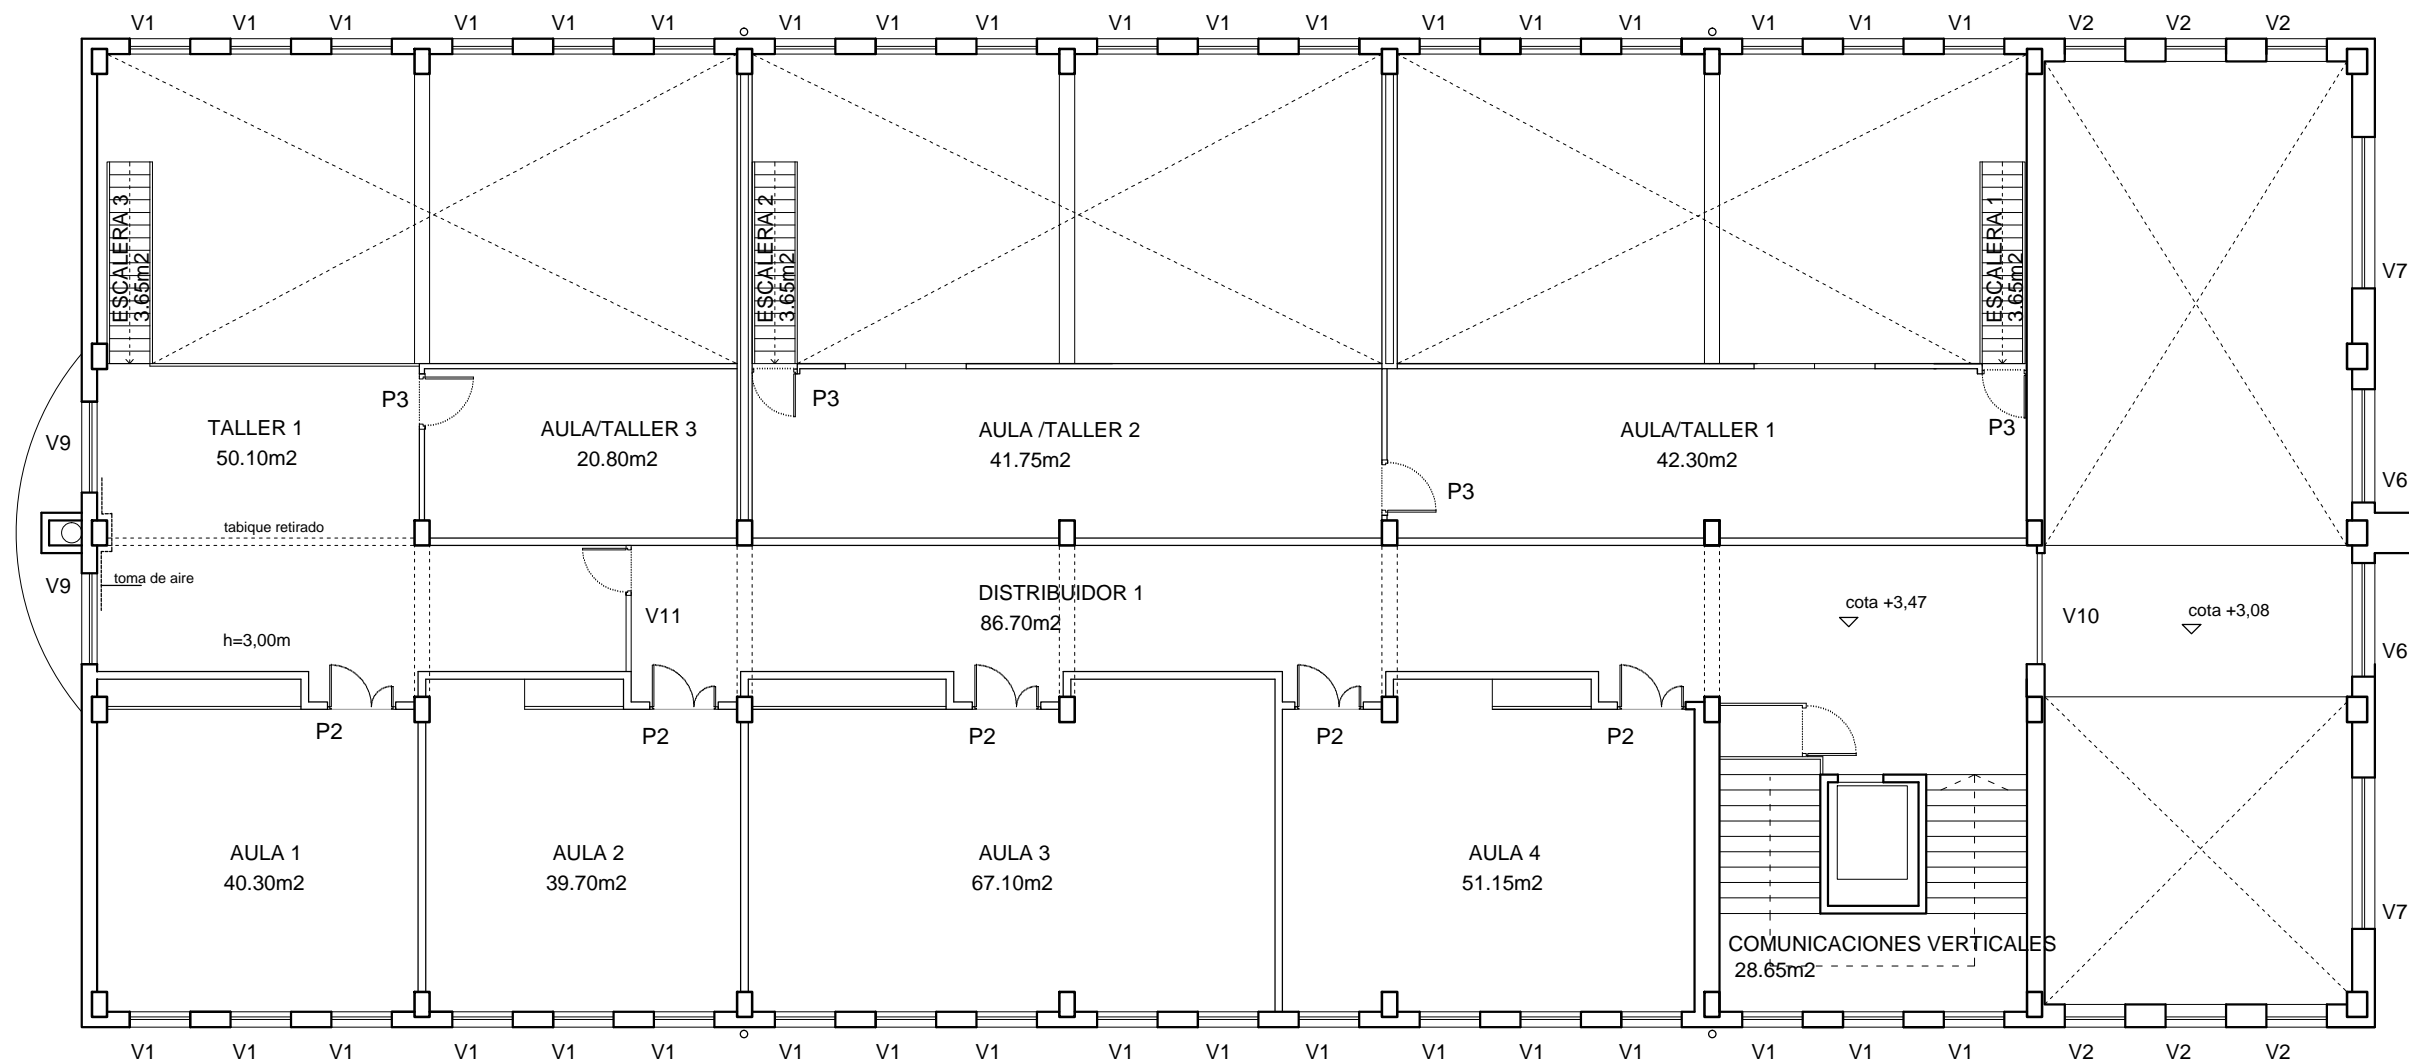 V1 V1 V1 V1 V1 V1 V1 V1 V1 V1 V1 V1 V1 V1 V1 V1 V1 V2 V2 V2
ESCALERA 3
3.65m2
ESCALERA 2
3.65m2
ESCALERA 1
3.65m2
V7
P3
P3
P3
V9
TALLER 1
50.10m2
AULA/TALLER 3
20.80m2
AULA /TALLER 2
41.75m2
AULA/TALLER 1
42.30m2
P3
V6
tabique retirado
V9
toma de aire
h=3,00m
V11
DISTRIBUIDOR 1
86.70m2
cota +3,47
V10
cota +3,08
V6
P2
P2
P2
P2
P2
AULA 1
40.30m2
AULA 2
39.70m2
AULA 3
67.10m2
AULA 4
51.15m2
V7
COMUNICACIONES VERTICALES
28.65m2
V1 V1 V1 V1 V1 V1 V1 V1 V1 V1 V1 V1 V1 V1 V1 V1 V1 V2 V2 V2